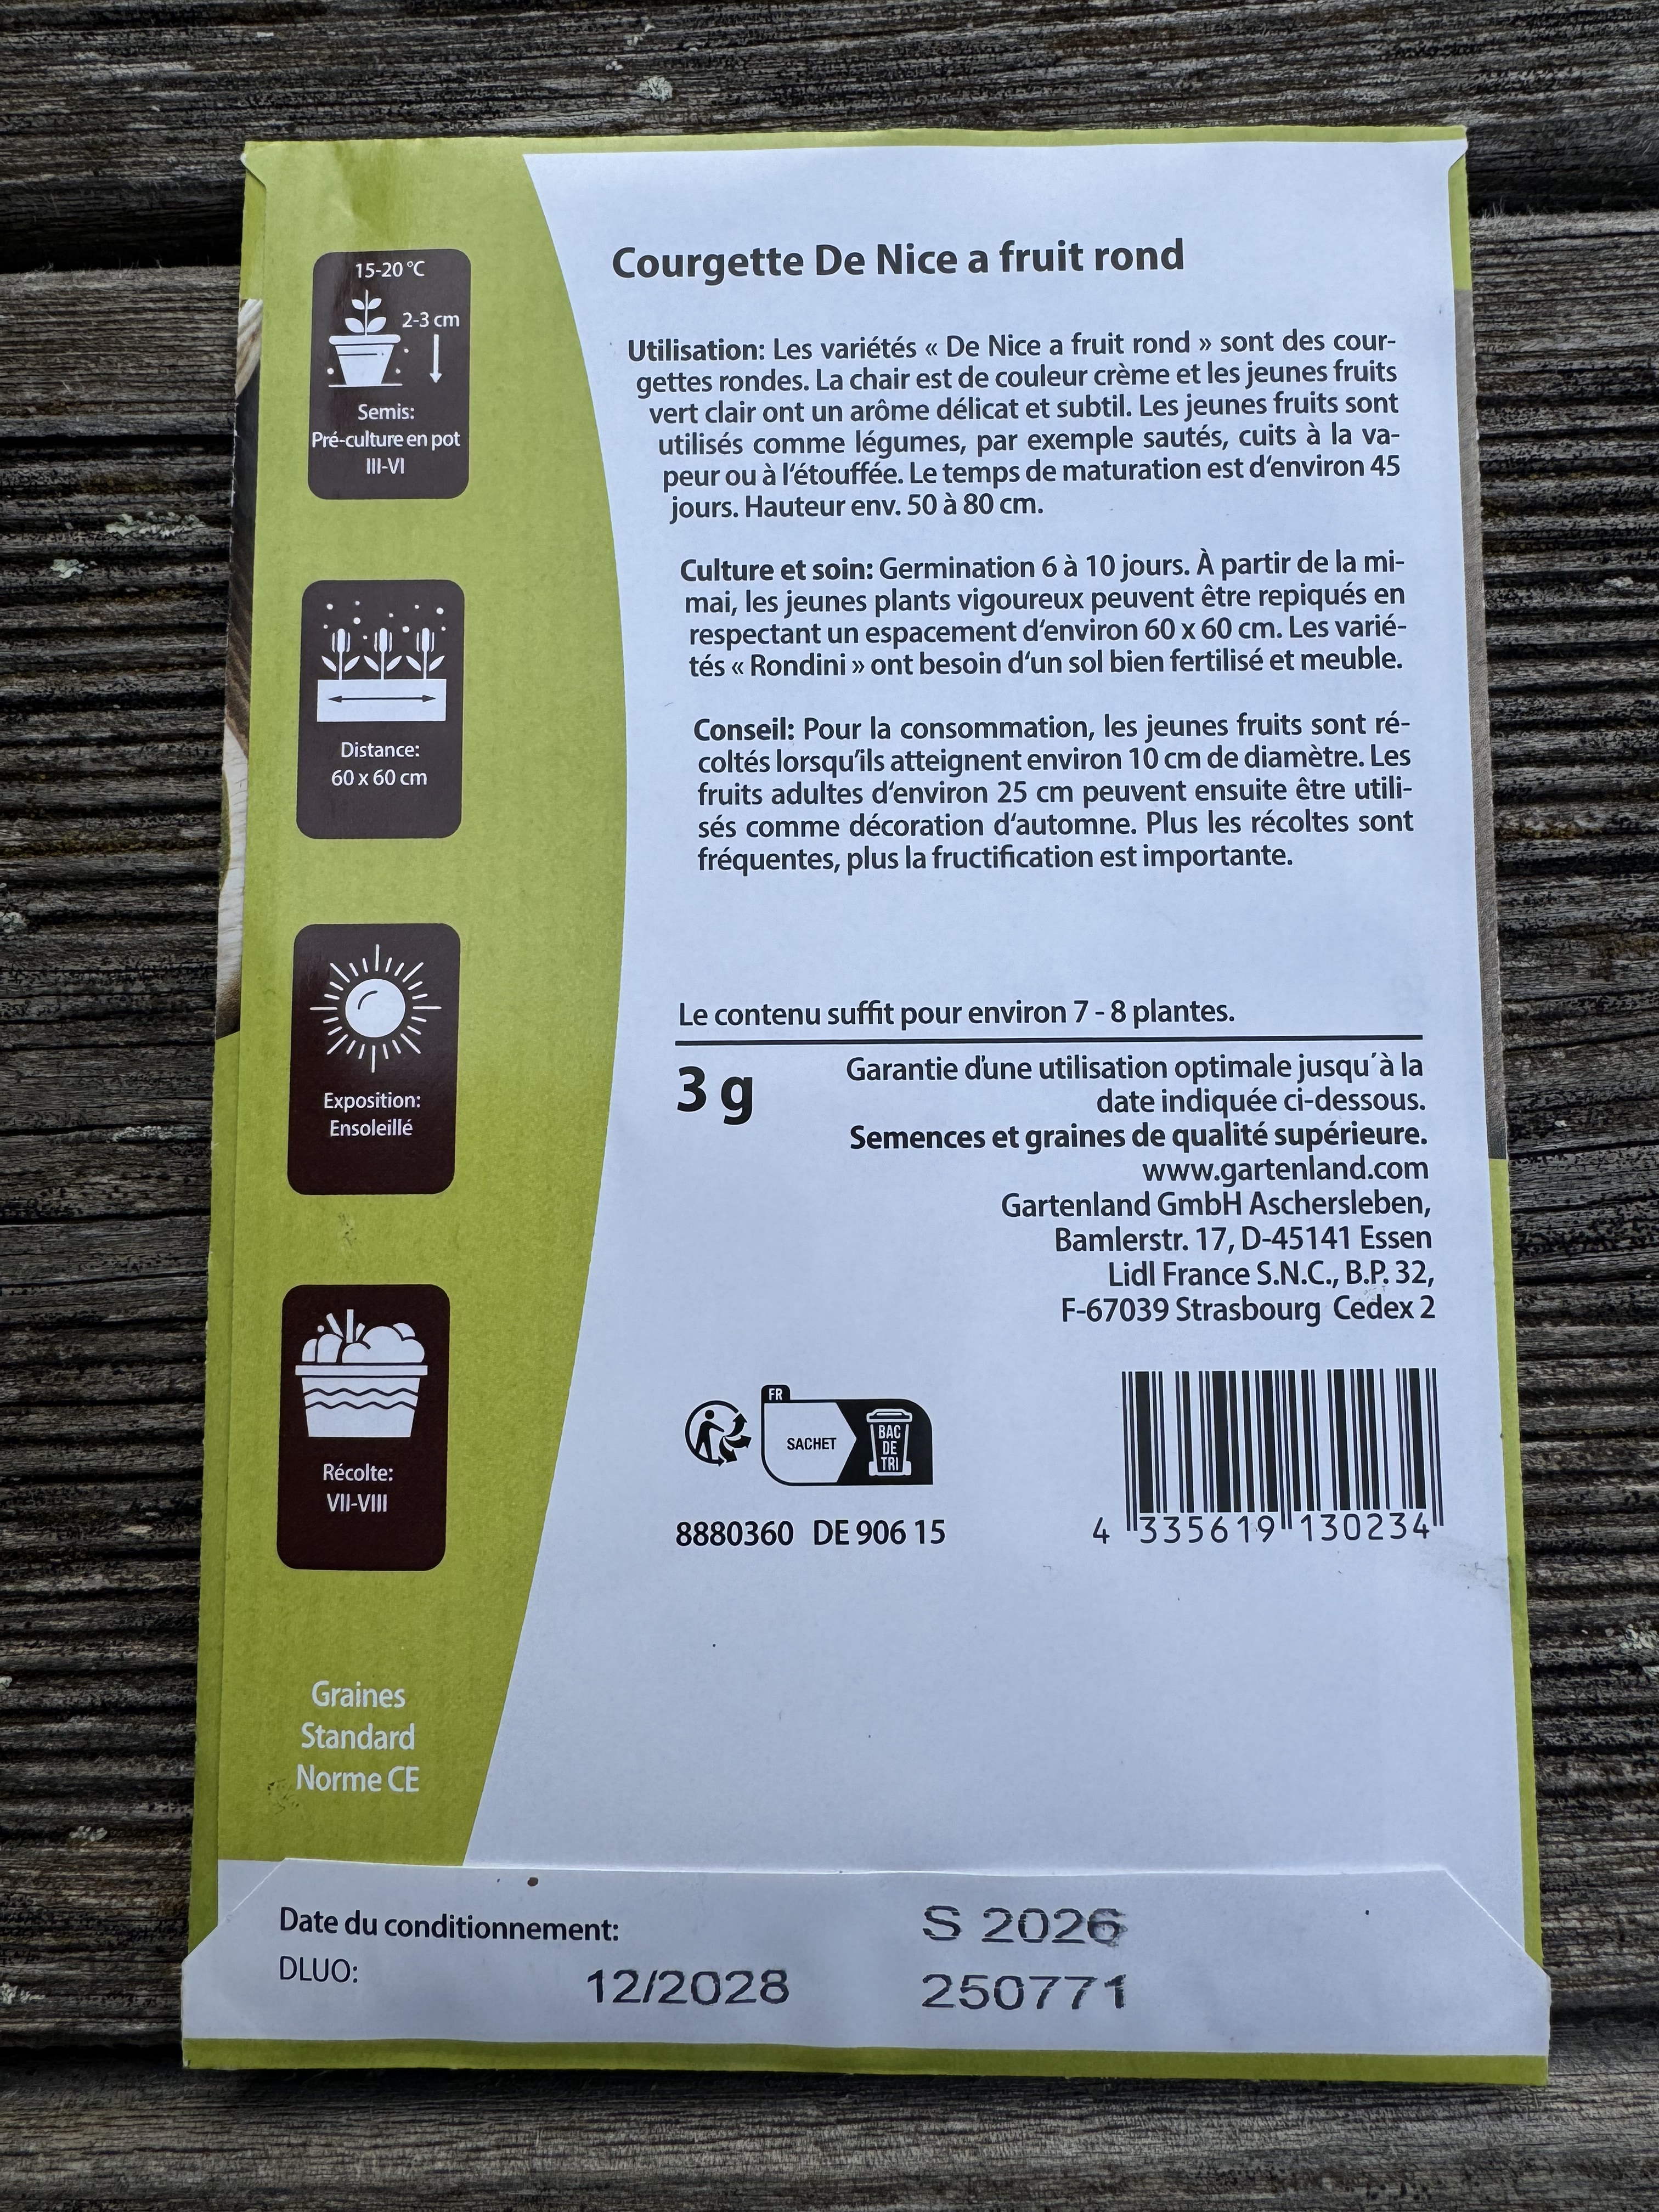 Courgette De Nice a fruit rond
Utilisation: Les variétés « De Nice a fruit rond » sont des cour-
gettes rondes. La chair est de couleur crème et les jeunes fruits
vert clair ont un arôme délicat et subtil. Les jeunes fruits sont
utilisés comme légumes, par exemple sautés, cuits à la va-
peur ou à l‘étouffée. Le temps de maturation est d‘environ 45
jours. Hauteur env. 50 à 80 cm.
Culture et soin: Germination 6 à 10 jours. À partir de la mi-
mai, les jeunes plants vigoureux peuvent être repiqués en
respectant un espacement d‘environ 60 x 60 cm. Les varié-
tés « Rondini » ont besoin d‘un sol bien fertilisé et meuble.
Conseil: Pour la consommation, les jeunes fruits sont ré-
coltés lorsqu‘ils atteignent environ 10 cm de diamètre. Les
fruits adultes d‘environ 25 cm peuvent ensuite être utili-
sés comme décoration d‘automne. Plus les récoltes sont
fréquentes, plus la fructification est importante.
15-20 °C
2-3 cm
Semis:
Pré-culture en pot
III-VI
Distance:
60 x 60 cm
Exposition:
Ensoleillé
Récolte:
VII-VIII
Graines
Standard
Norme CE
Le contenu suffit pour environ 7 - 8 plantes.
3 g
Garantie d'une utilisation optimale jusqu´à la
date indiquée ci-dessous.
Semences et graines de qualité supérieure.
www.gartenland.com
Gartenland GmbH Aschersleben,
Bamlerstr. 17, D-45141 Essen
Lidl France S.N.C., B.P. 32,
F-67039 Strasbourg Cedex 2
FR
SACHET
BAC
DE
TRI
8880360 DE 906 15
4 335619 130234
Date du conditionnement: S 2026
DLUO: 12/2028 250771